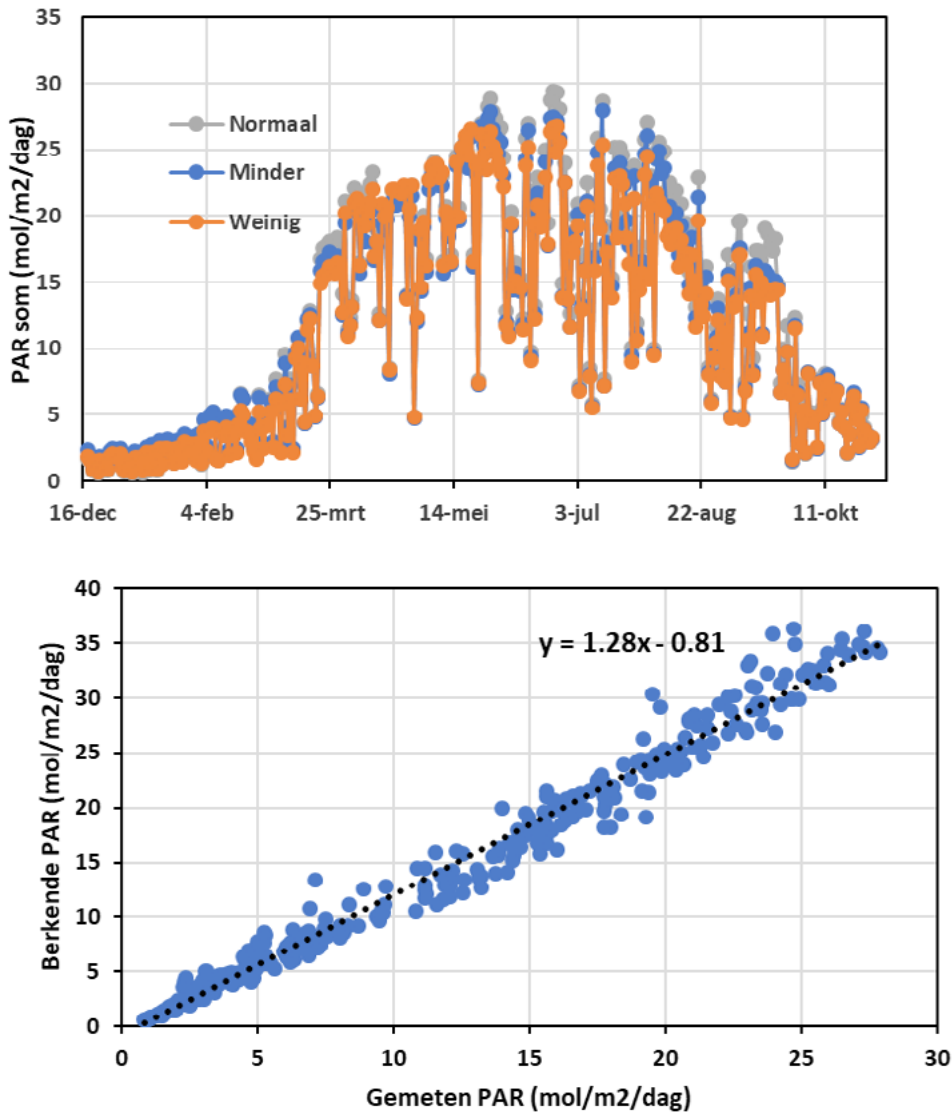 35
30
25
20
15
10
5
0
PAR som (mol/m2/dag)
Normaal
Minder
Weinig
16-dec 4-feb 25-mrt 14-mei 3-jul 22-aug 11-okt
40
35
30
25
20
15
10
5
0
Berkende PAR (mol/m2/dag)
y = 1.28x - 0.81
0 5 10 15 20 25 30
Gemeten PAR (mol/m2/dag)